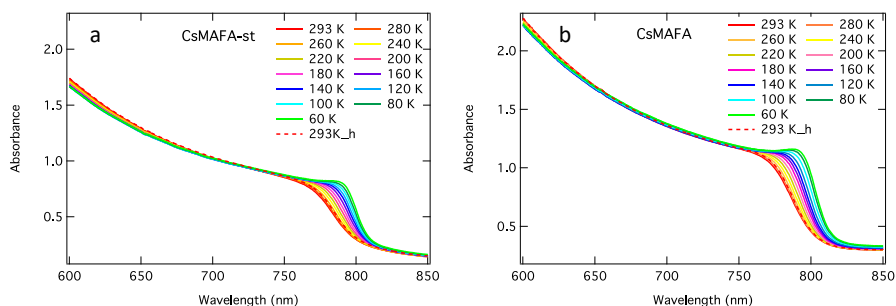 a
CsMAFA-st
293 K 280 K
260 K 240 K
220 K 200 K
180 K 160 K
140 K 120 K
100 K 80 K
60 K
293K_h
2.0
1.5
1.0
0.5
Absorbance
600 650 700 750 800 850
Wavelength (nm)
b
CsMAFA
293 K 280 K
260 K 240 K
220 K 200 K
180 K 160 K
140 K 120 K
100 K 80 K
60 K
293 K_h
2.0
1.5
1.0
0.5
Absorbance
600 650 700 750 800 850
Wavelength (nm)